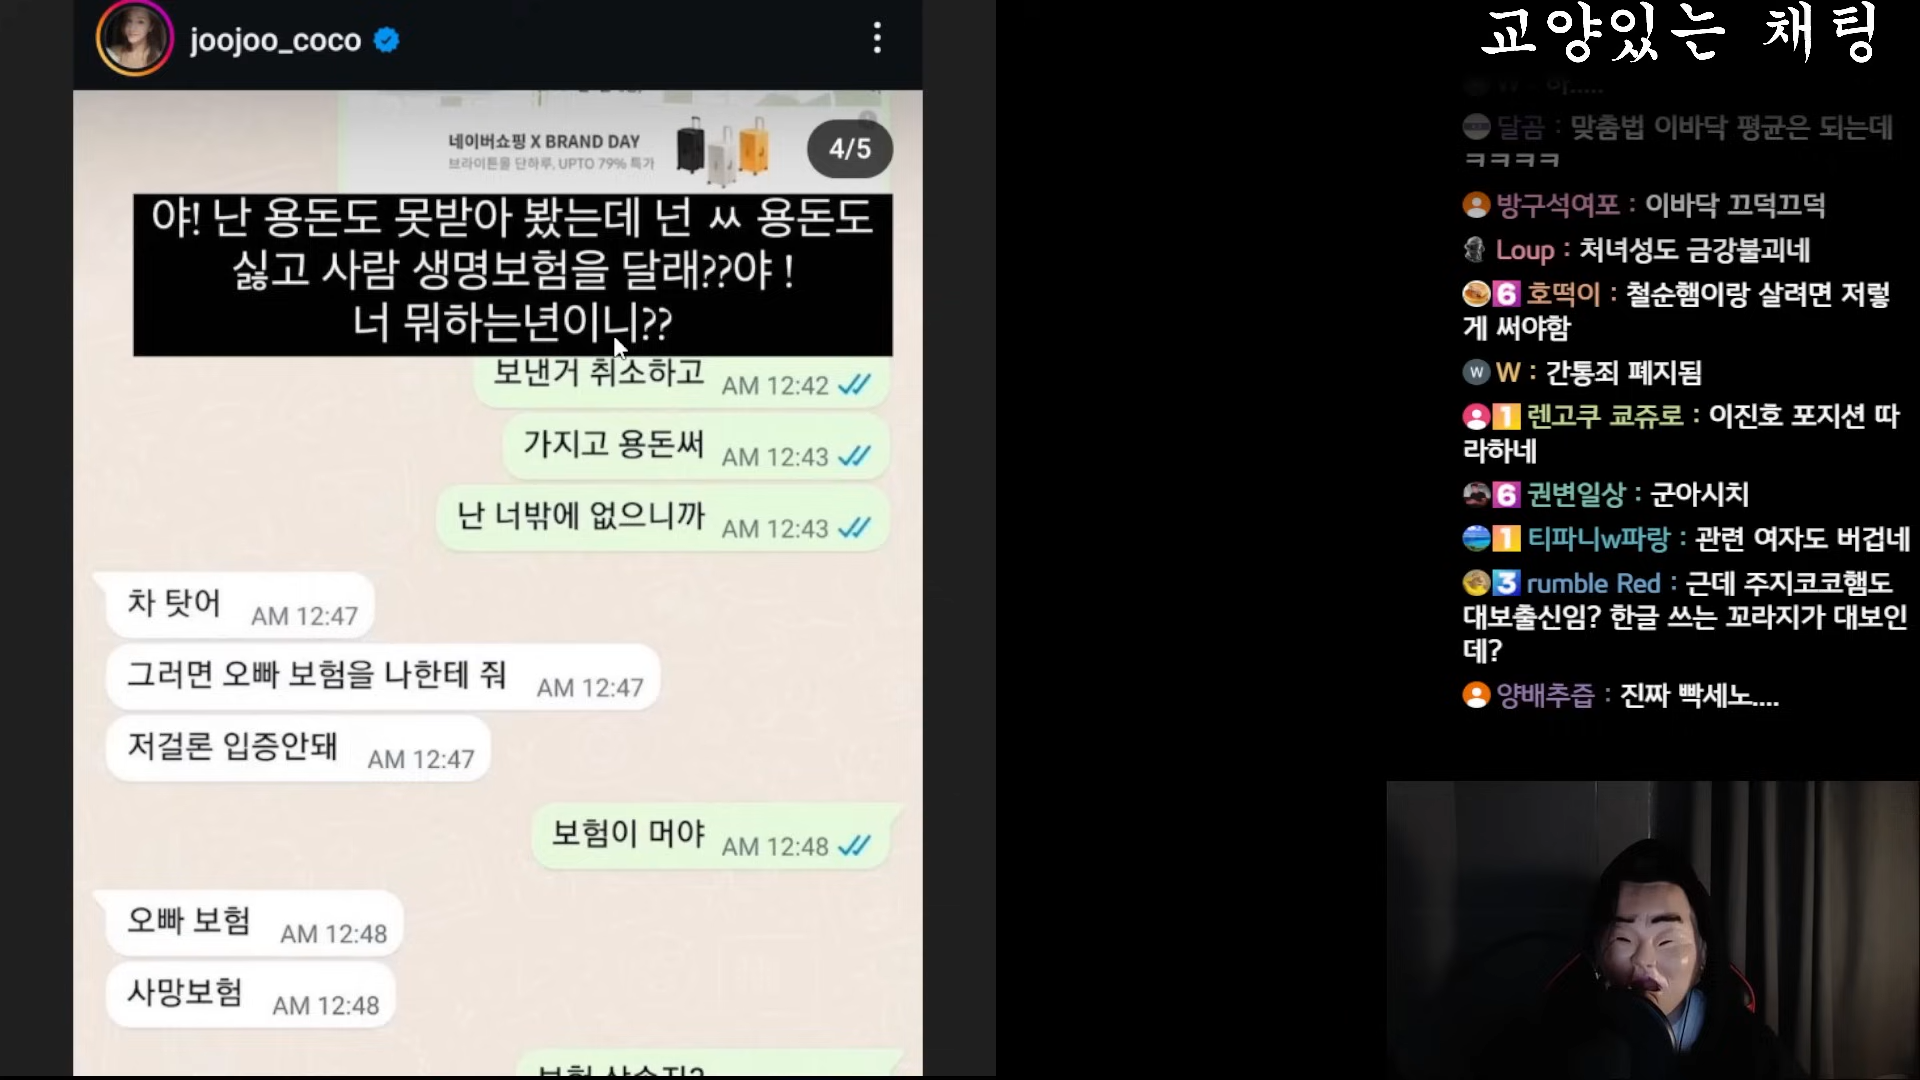 joojoo_coco
네이버쇼핑 X BRAND DAY
브라이튼몰 단하루, UPTO 79% 특가
4/5
야! 난 용돈도 못받아 봤는데 넌 ㅆ 용돈도
싫고 사람 생명보험을 달래??야 !
너 뭐하는년이니??
보낸거 취소하고 AM 12:42
가지고 용돈써 AM 12:43
난 너밖에 없으니까 AM 12:43
차 탓어 AM 12:47
그러면 오빠 보험을 나한테 줘 AM 12:47
저걸론 입증안돼 AM 12:47
보험이 머야 AM 12:48
오빠 보험 AM 12:48
사망보험 AM 12:48
교양있는 채팅
달곰 : 맞춤법 이바닥 평균은 되는데
ㅋㅋㅋㅋ
방구석여포 : 이바닥 끄덕끄덕
Loup : 처녀성도 금강불괴네
6 호떡이 : 철순햄이랑 살려면 저렇
게 써야함
W W : 간통죄 폐지됨
1 렌고쿠 쿄쥬로 : 이진호 포지션 따
라하네
6 권변일상 : 군아시치
1 티파니w파랑 : 관련 여자도 버겁네
3 rumble Red : 근데 주지코코햄도
대보출신임? 한글 쓰는 꼬라지가 대보인
데?
양배추즙 : 진짜 빡세노....